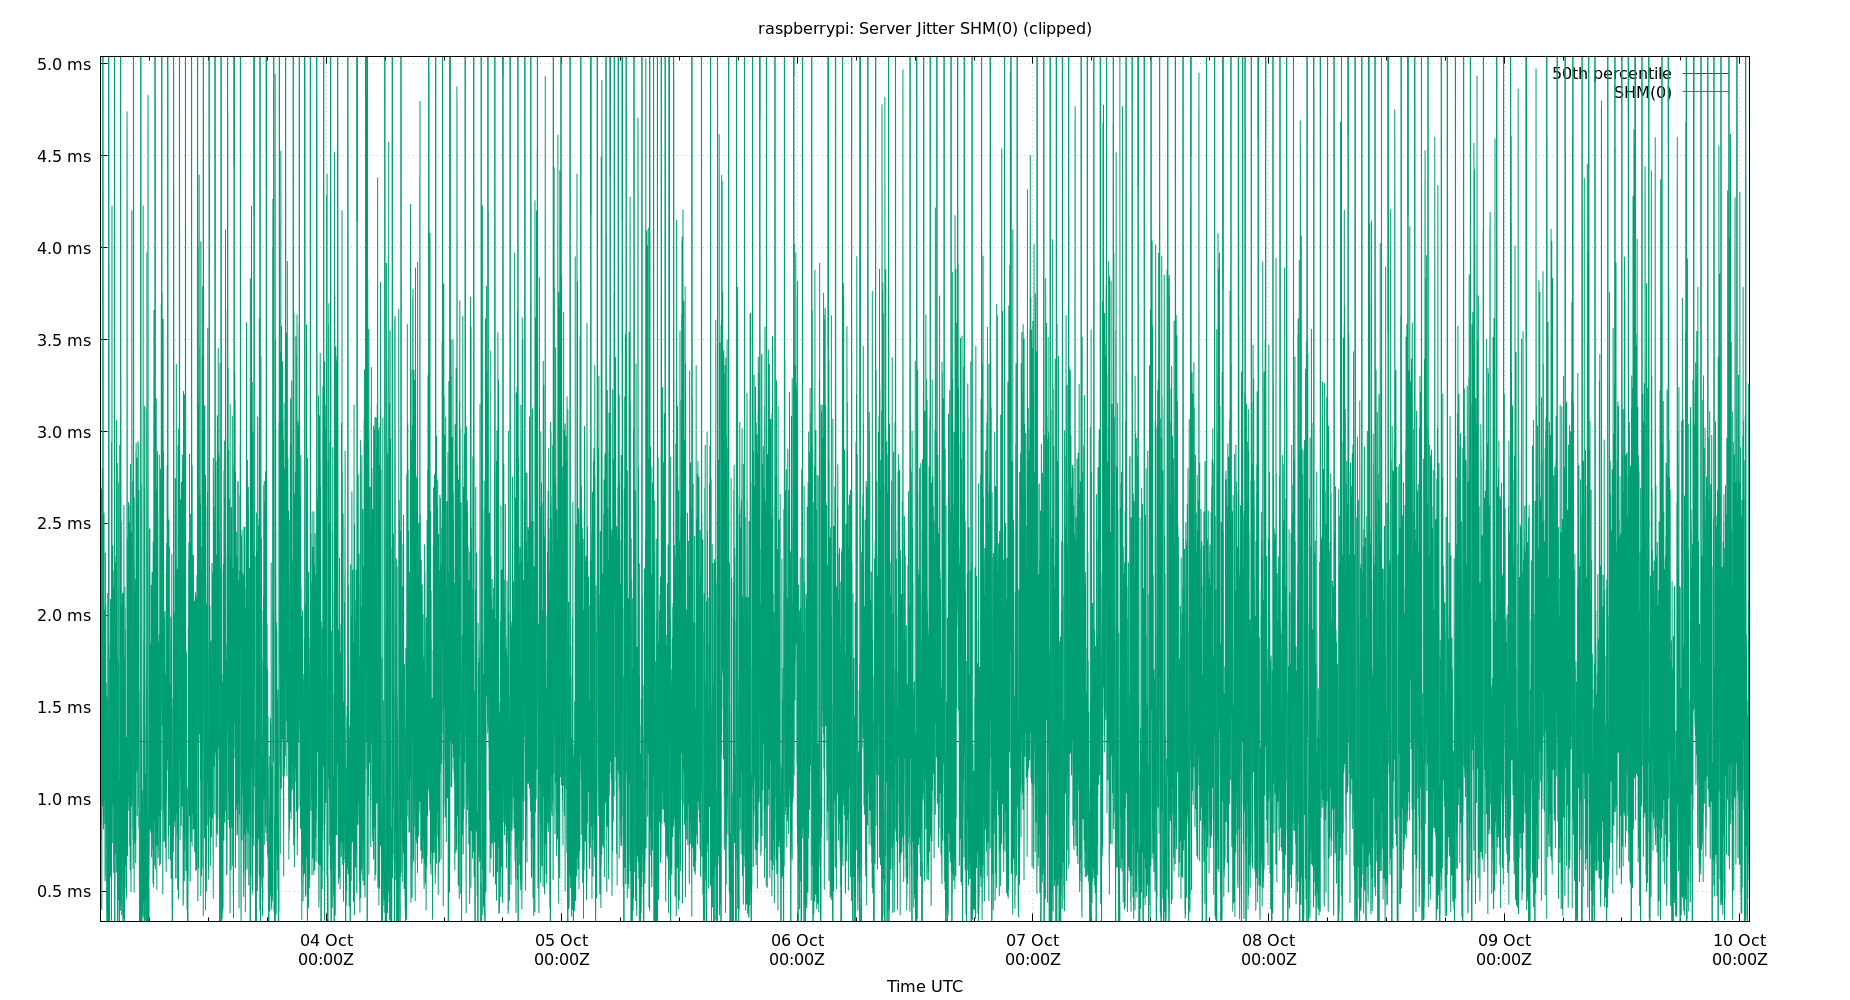 raspberrypi: Server Jitter SHM(0) (clipped)
5.0 ms
50th percentile
SHM(0)
4.5 ms
4.0 ms
3.5 ms
3.0 ms
2.5 ms
2.0 ms
1.5 ms
1.0 ms
0.5 ms
04 Oct 05 Oct 06 Oct 07 Oct 08 Oct 09 Oct 10 Oct
00:00Z 00:00Z 00:00Z 00:00Z 00:00Z 00:00Z 00:00Z
Time UTC